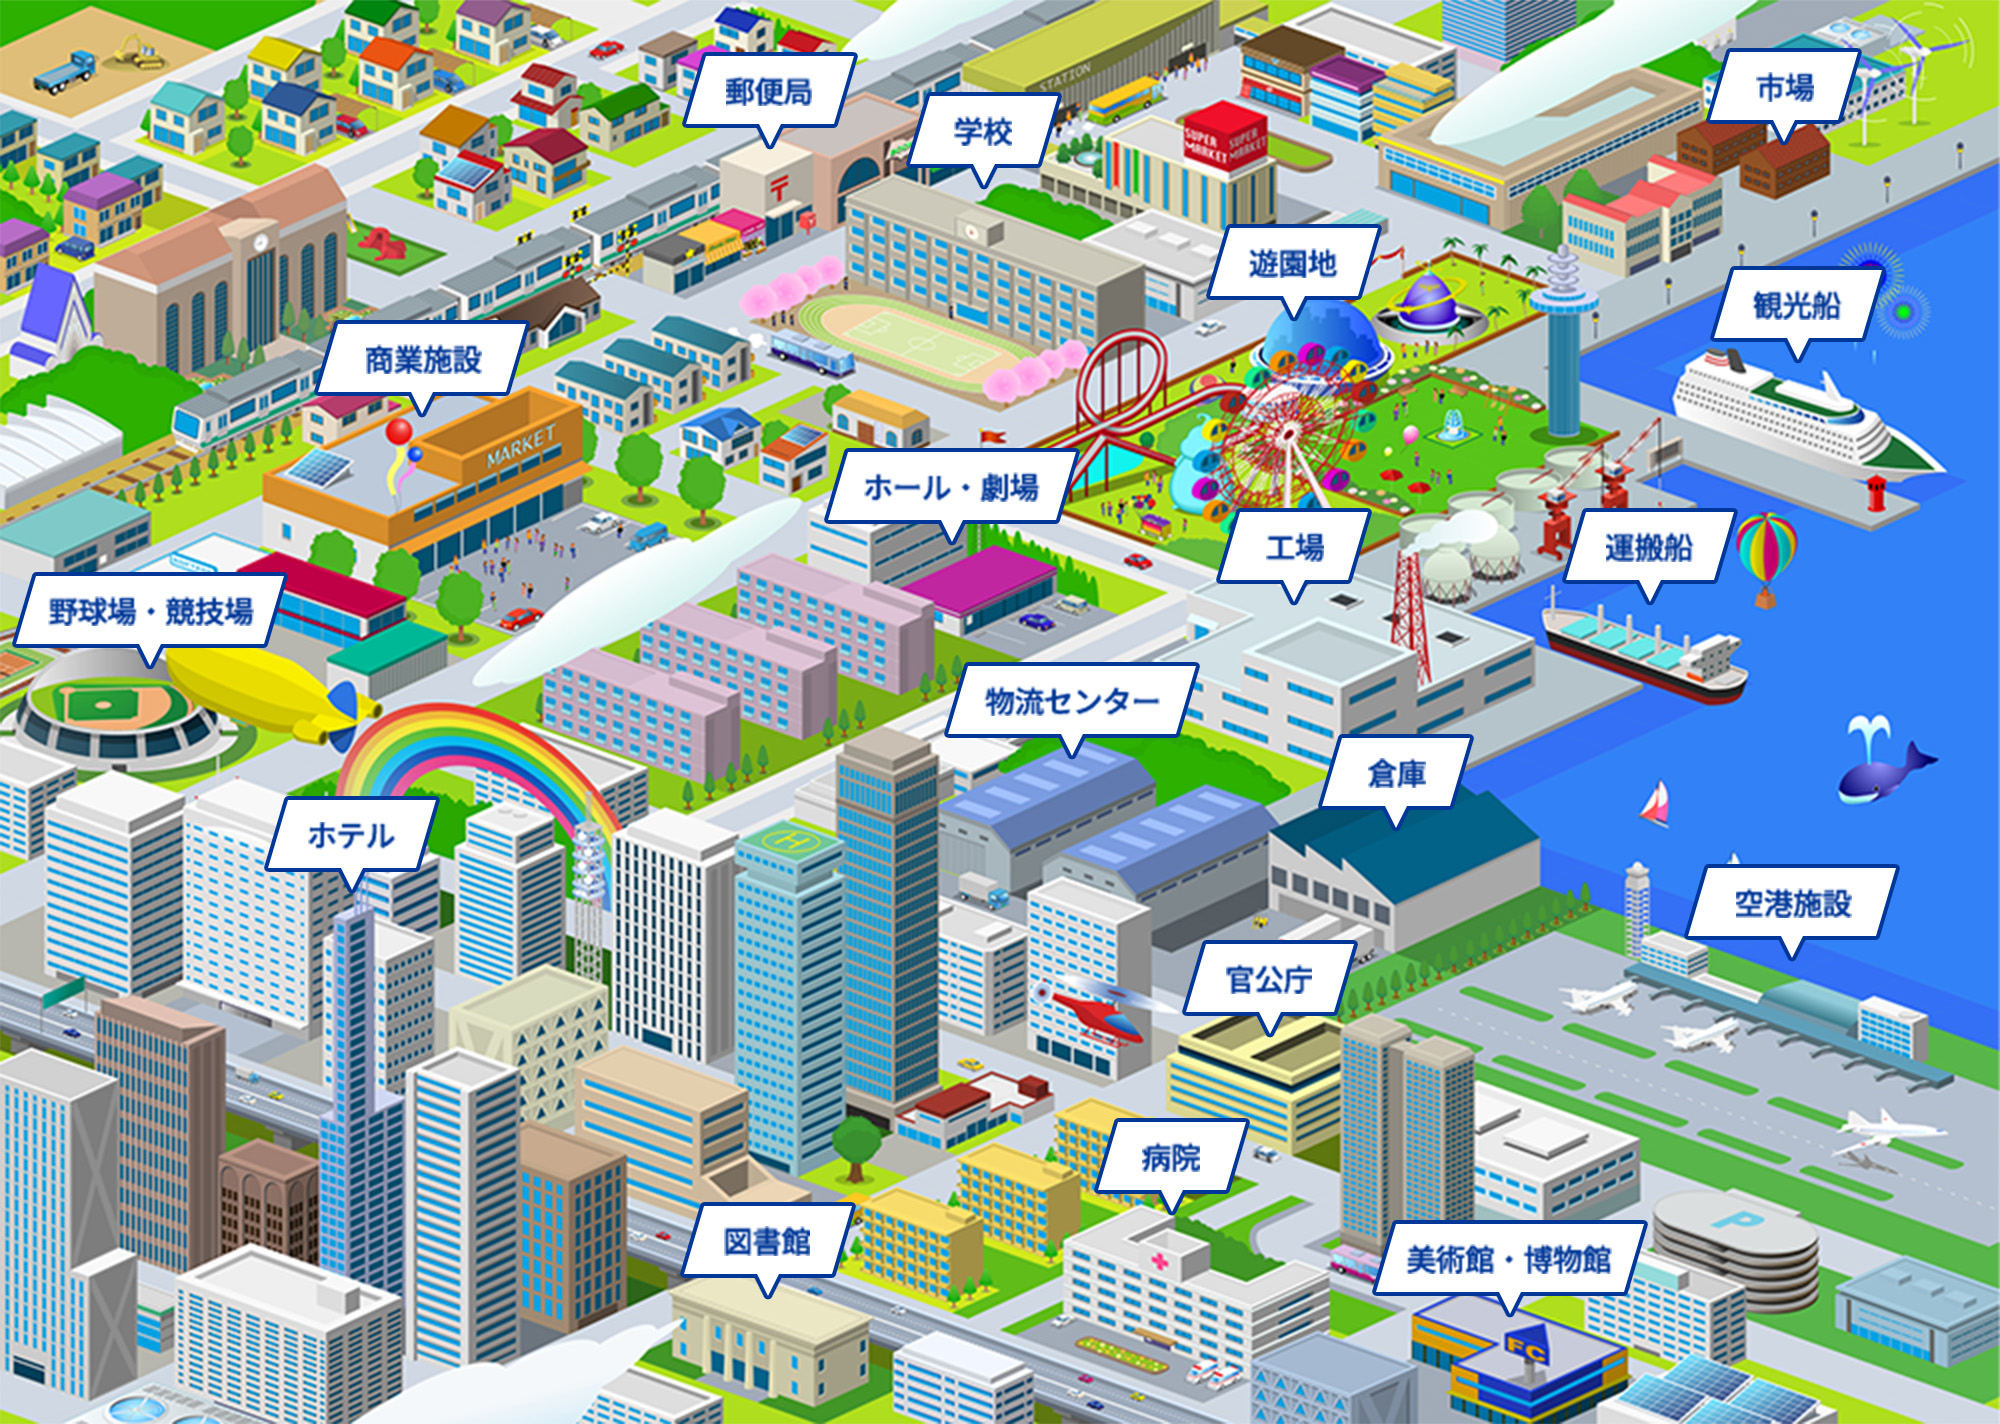 STATION
市場
郵便局
学校
SUPER MARKET
SUPER MARKET
〒
遊園地
観光船
商業施設
MARKET
ホール・劇場
工場
運搬船
野球場・競技場
物流センター
倉庫
ホテル
H
空港施設
官公庁
病院
P
図書館
美術館・博物館
FC